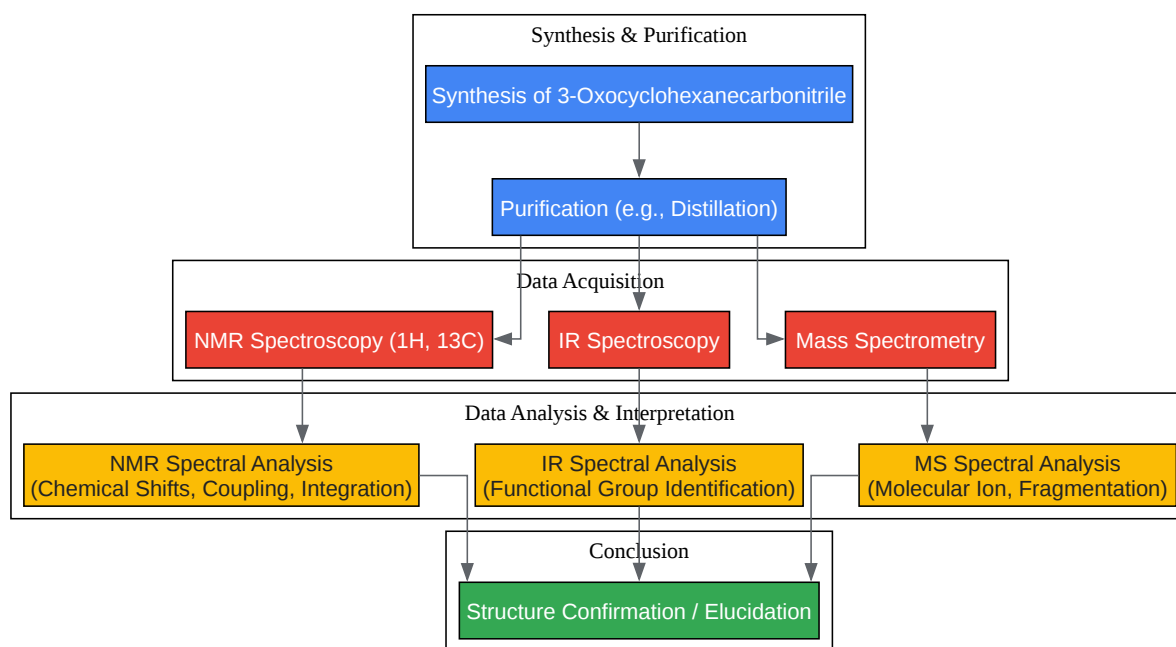 Synthesis & Purification
Synthesis of 3-Oxocyclohexanecarbonitrile
Purification (e.g., Distillation)
Data Acquisition
NMR Spectroscopy (1H, 13C)
IR Spectroscopy
Mass Spectrometry
Data Analysis & Interpretation
NMR Spectral Analysis
(Chemical Shifts, Coupling, Integration)
IR Spectral Analysis
(Functional Group Identification)
MS Spectral Analysis
(Molecular Ion, Fragmentation)
Conclusion
Structure Confirmation / Elucidation